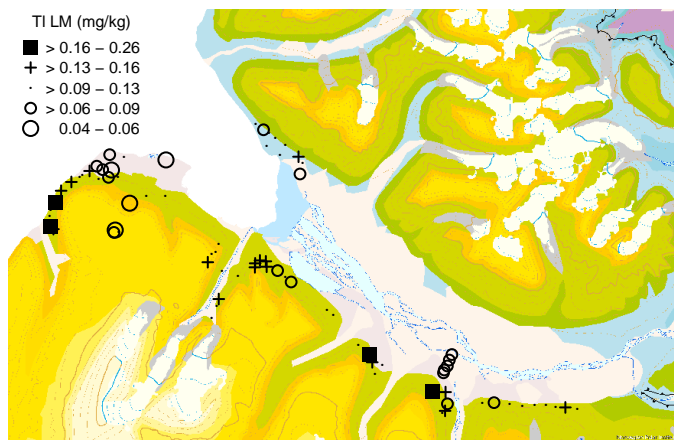 Tl LM (mg/kg)
> 0.16 – 0.26
> 0.13 – 0.16
> 0.09 – 0.13
> 0.06 – 0.09
0.04 – 0.06